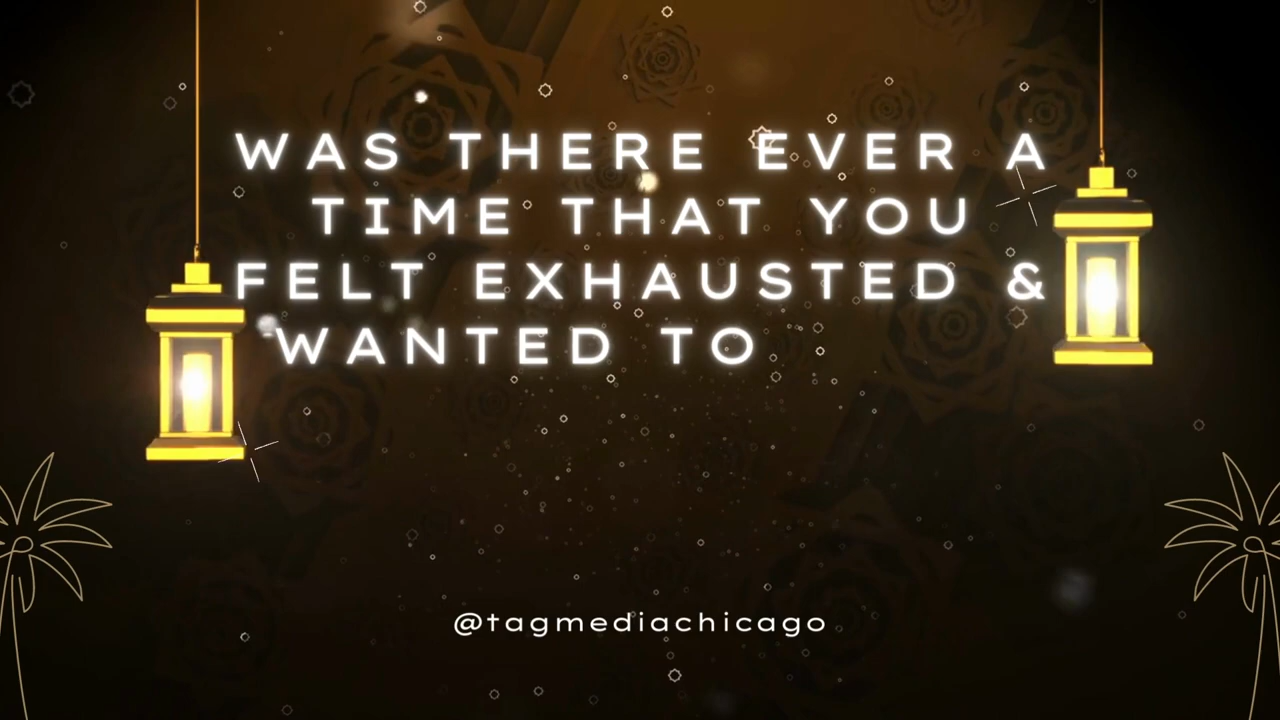 WAS THERE EVER A
TIME THAT YOU
FELT EXHAUSTED &
WANTED TO
@tagmediachicago